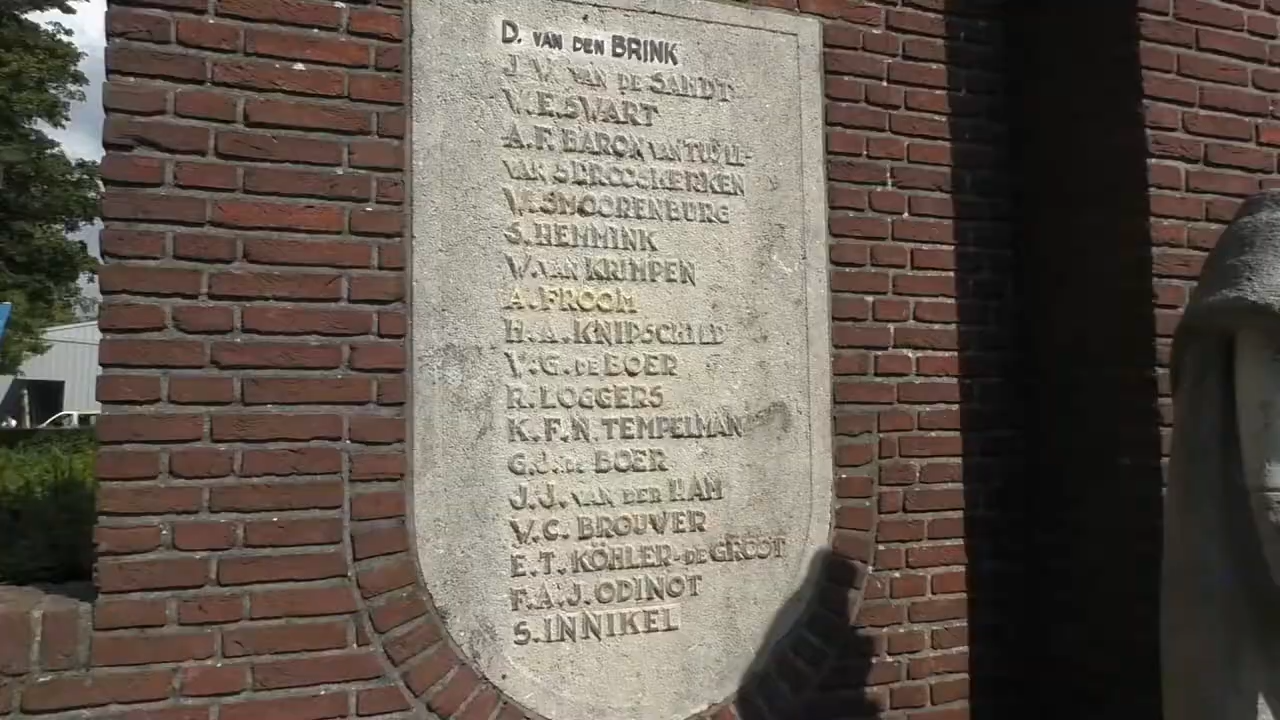 D. VAN DEN BRINK
J.W. VAN DE SANDT
W.E. SWART
A.F. BARON VAN TUYLL-
VAN SEROOSKERKEN
W. SMOORENBURG
S. HEMMINK
W. VAN KRIMPEN
A. FROOM
H.A. KNIPSCHILD
W.G. DE BOER
R. LOGGERS
K.F.N. TEMPELMAN
G.J. DE BOER
J.J. VAN DER HAM
W.C. BROUWER
E.T. KÖHLER-DE GROOT
F.A.J. ODINOT
S. INNIKEL